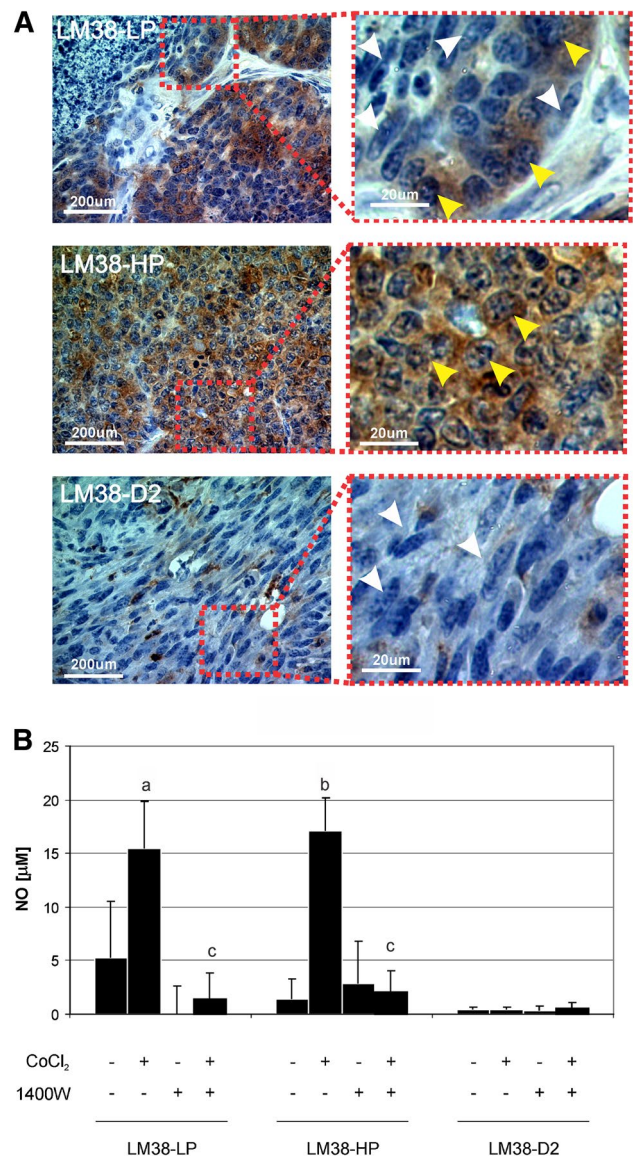 A
LM38-LP
200um
20um
LM38-HP
200um
20um
LM38-D2
200um
20um
B
25
20
15
10
5
0
NO [µM]
a
c
b
c
CoCl₂ - + - + - + - + - + - +
1400W - - + + - - + + - - + +
LM38-LP LM38-HP LM38-D2